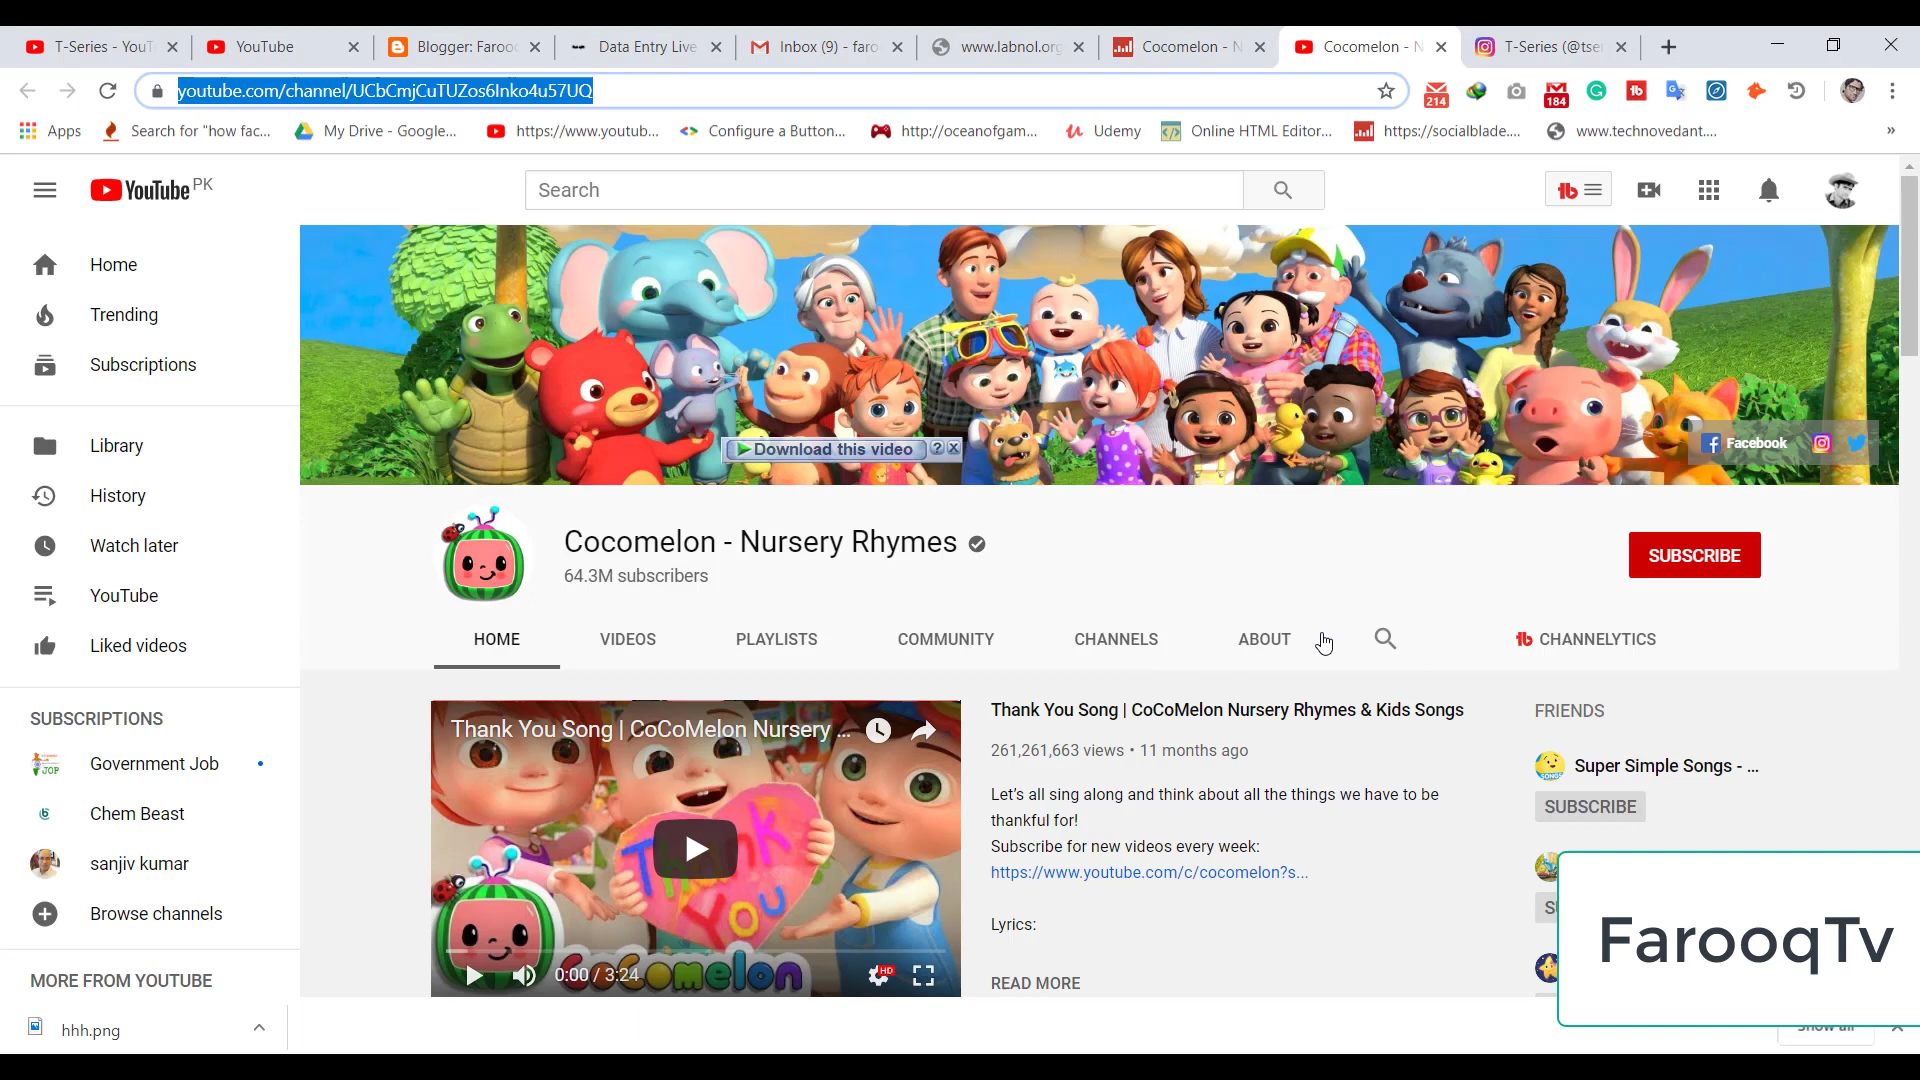 T-Series - YouT
YouTube
Blogger: Faroo
Data Entry Live
Inbox (9) - faro
www.labnol.org
Cocomelon - N
Cocomelon - N
T-Series (@tser
youtube.com/channel/UCbCmjCuTUZos6Inko4u57UQ
214
184
Apps
Search for "how fac...
My Drive - Google...
https://www.youtub...
Configure a Button...
http://oceanofgam...
Udemy
Online HTML Editor...
https://socialblade....
www.technovedant....
»
YouTube PK
Search
Home
Trending
Subscriptions
Library
History
Watch later
YouTube
Liked videos
SUBSCRIPTIONS
Government Job
Chem Beast
sanjiv kumar
Browse channels
MORE FROM YOUTUBE
Download this video
Facebook
Cocomelon - Nursery Rhymes
64.3M subscribers
SUBSCRIBE
HOME
VIDEOS
PLAYLISTS
COMMUNITY
CHANNELS
ABOUT
CHANNELYTICS
Thank You Song | CoCoMelon Nursery ...
Thank You
CoComelon
0:00 / 3:24
HD
Thank You Song | CoCoMelon Nursery Rhymes & Kids Songs
261,261,663 views • 11 months ago
Let's all sing along and think about all the things we have to be
thankful for!
Subscribe for new videos every week:
https://www.youtube.com/c/cocomelon?s...
Lyrics:
READ MORE
FRIENDS
Super Simple Songs - ...
SUBSCRIBE
FarooqTv
hhh.png